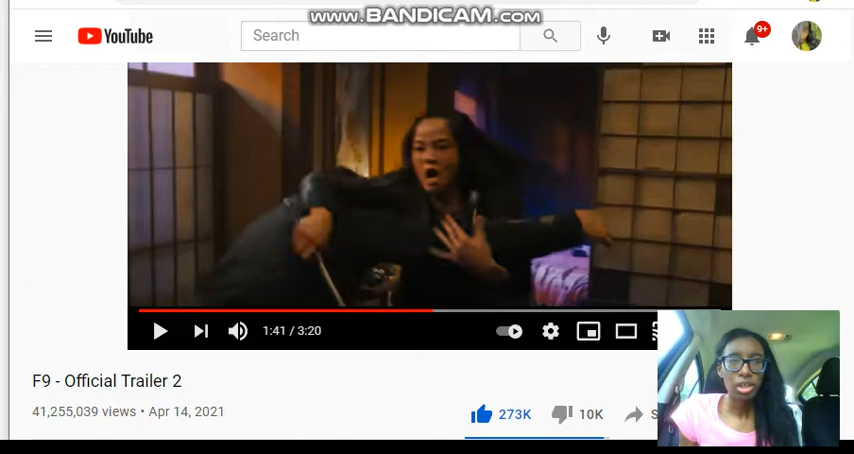 www.BANDICAM.com
YouTube
Search
9+
1:41 / 3:20
F9 - Official Trailer 2
41,255,039 views • Apr 14, 2021
273K
10K
S